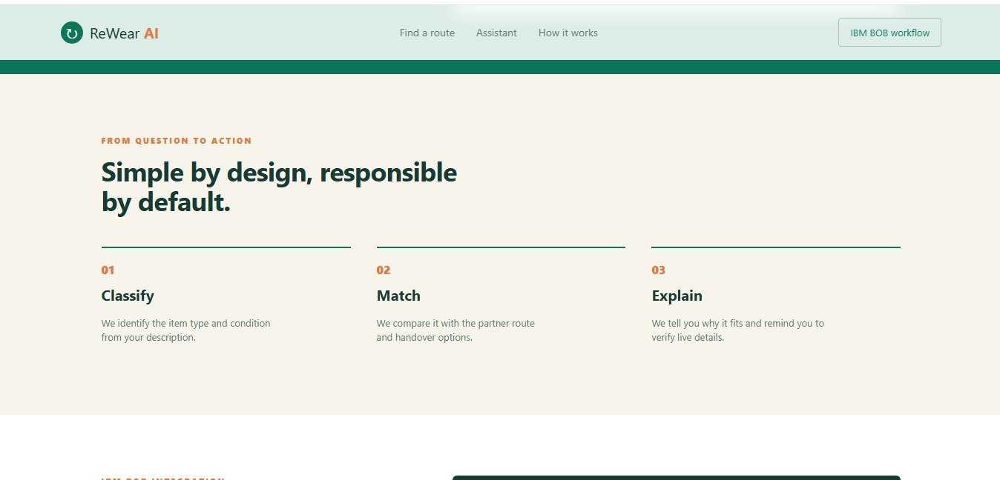 ReWear AI
Find a route
Assistant
How it works
IBM BOB workflow
FROM QUESTION TO ACTION
Simple by design, responsible
by default.
01
Classify
We identify the item type and condition
from your description.
02
Match
We compare it with the partner route
and handover options.
03
Explain
We tell you why it fits and remind you to
verify live details.
IBM BOB INTEGRATION